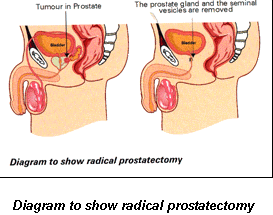 Tumour in Prostate
The prostate gland and the seminal
vesicles are removed
Bladder
Bladder
Diagram to show radical prostatectomy
Diagram to show radical prostatectomy